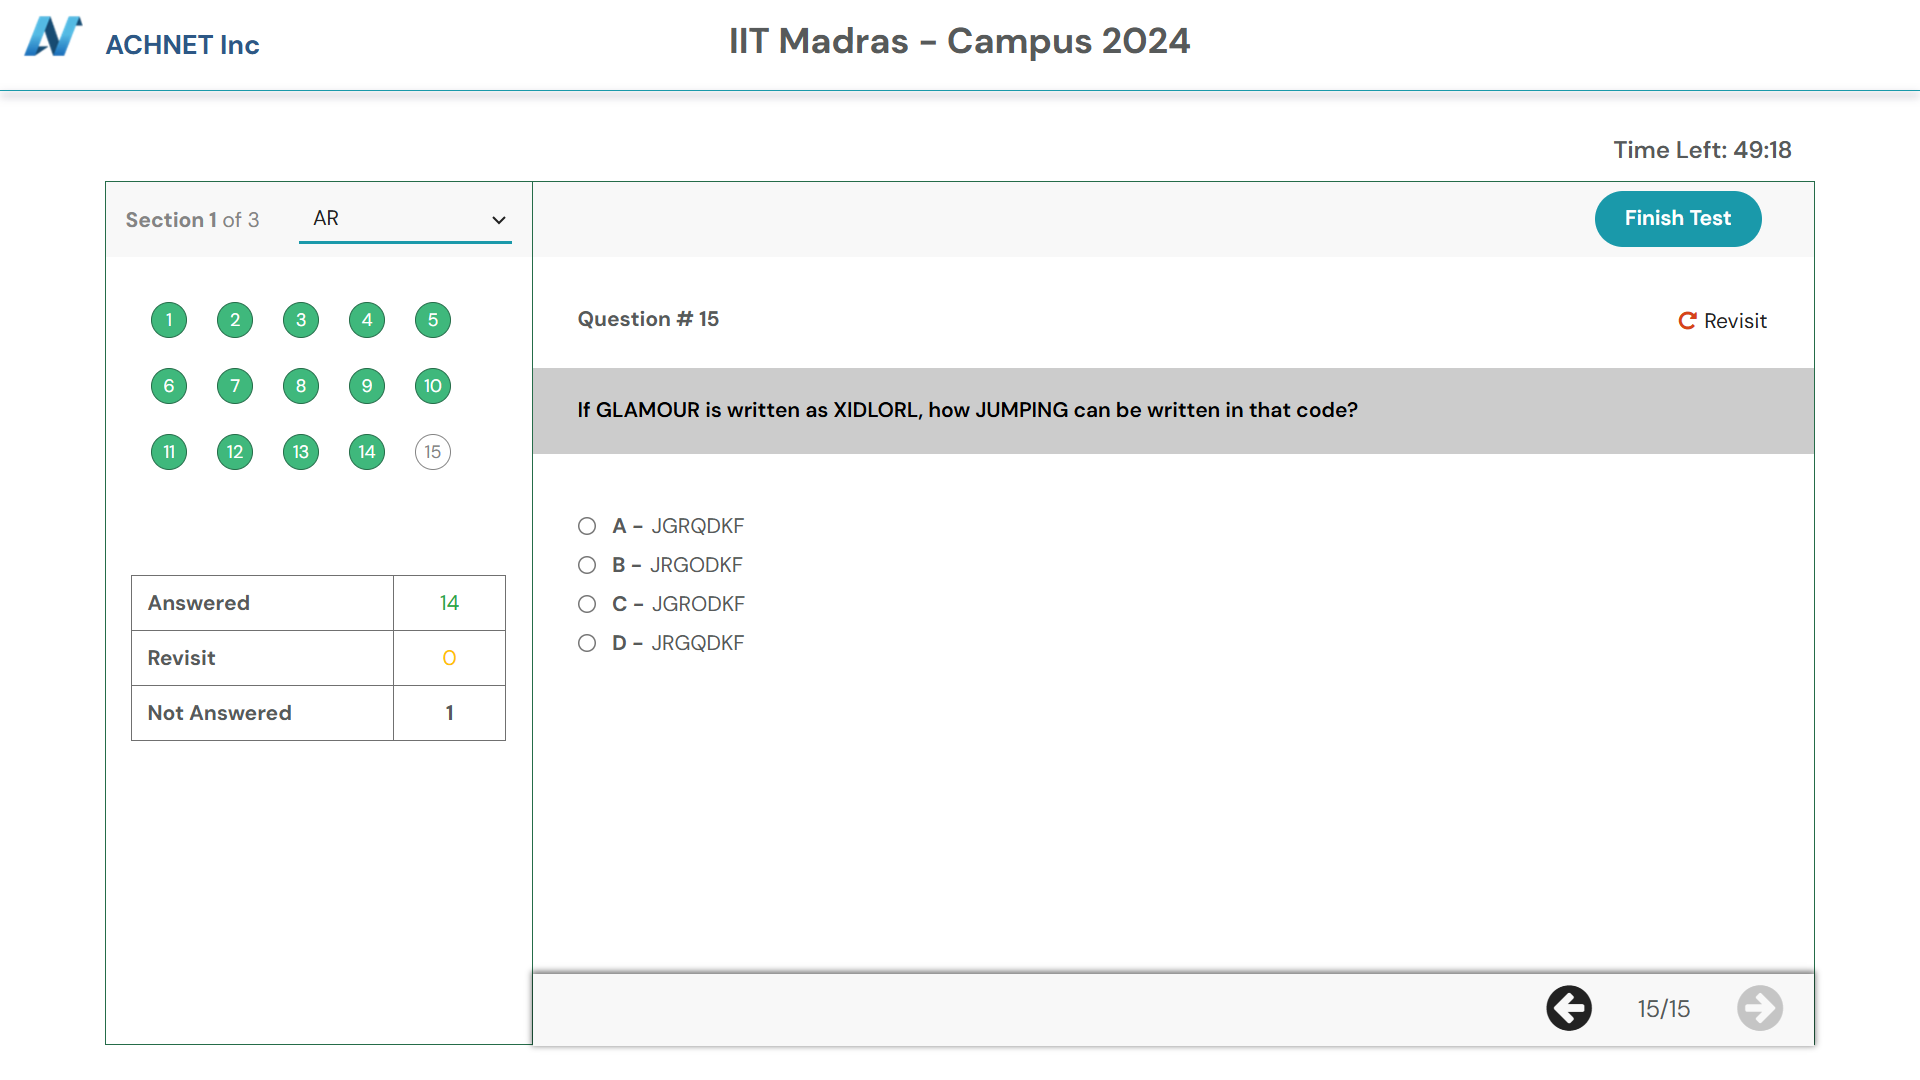 ACHNET Inc
IIT Madras - Campus 2024
Time Left: 49:18
Section 1 of 3
AR
Finish Test
1 2 3 4 5
6 7 8 9 10
11 12 13 14 15
Answered 14
Revisit 0
Not Answered 1
Question # 15
Revisit
If GLAMOUR is written as XIDLORL, how JUMPING can be written in that code?
A - JGRQDKF
B - JRGODKF
C - JGRODKF
D - JRGQDKF
15/15